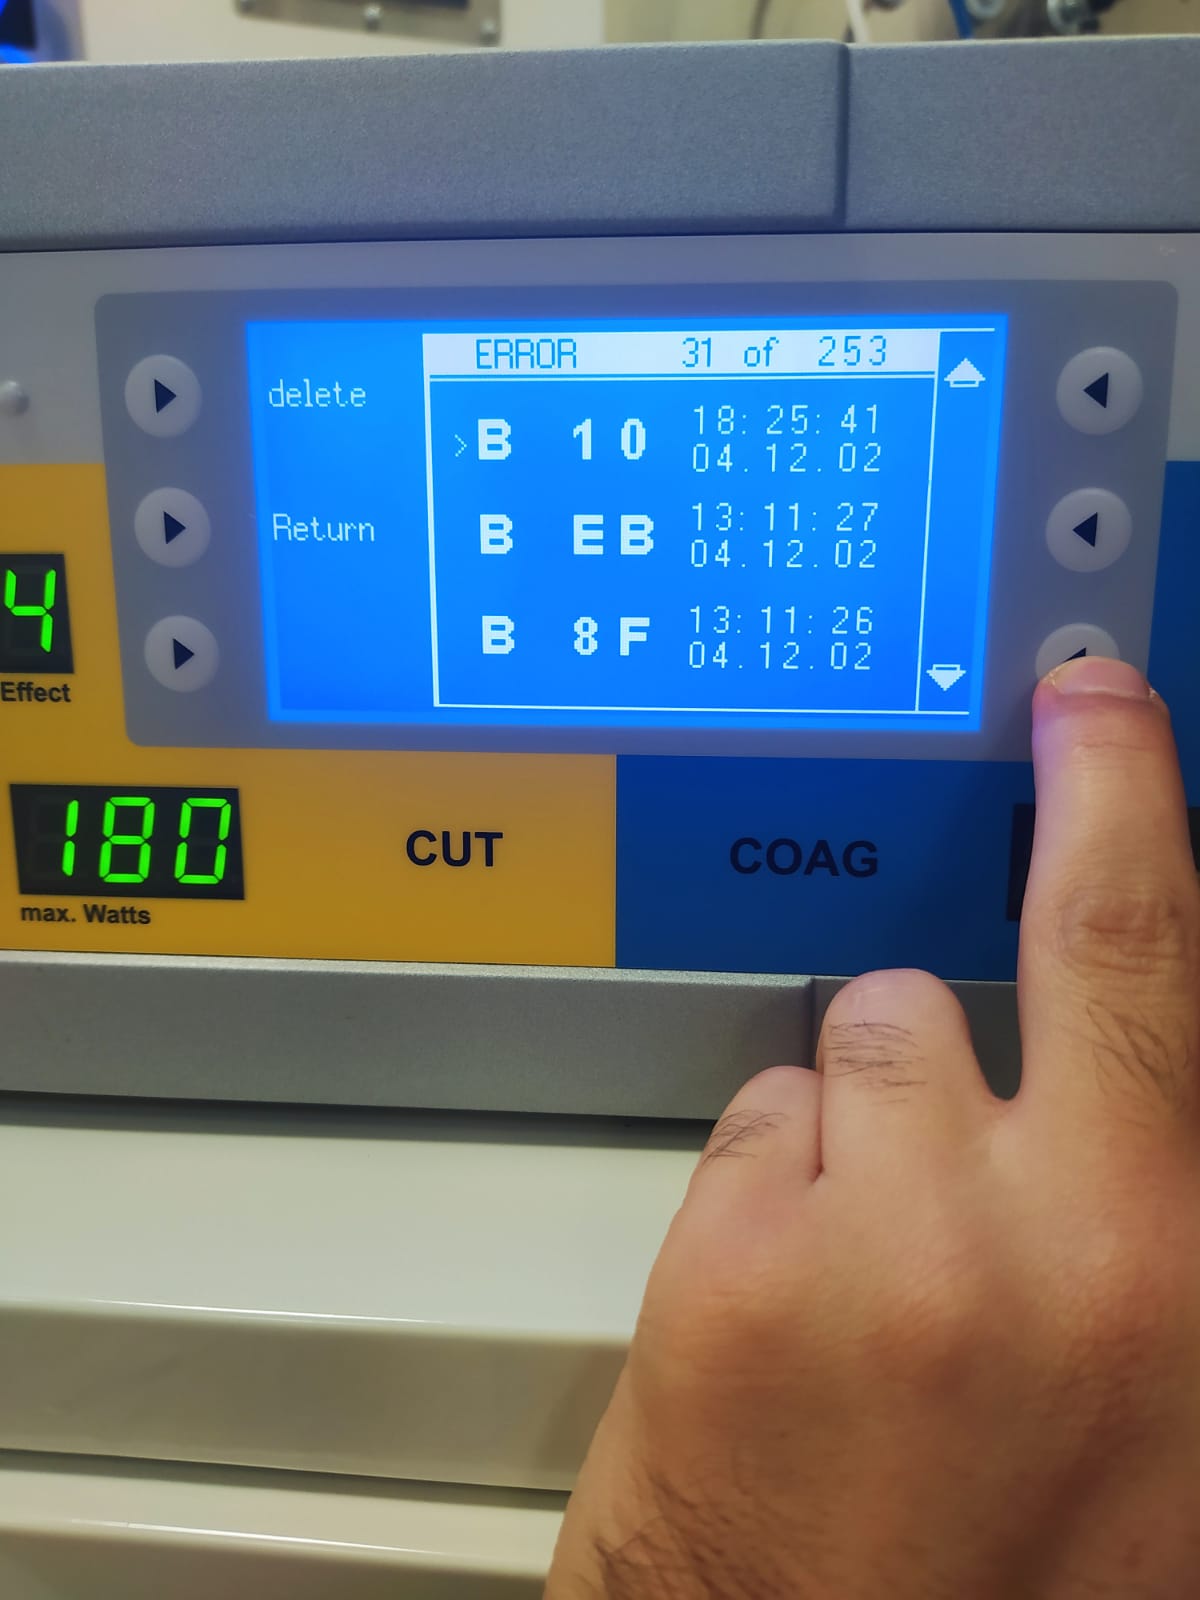 ERROR 31 of 253
delete
>B 10 18:25:41
04.12.02
Return
B EB 13:11:27
04.12.02
B 8F 13:11:26
04.12.02
4
Effect
180
max. Watts
CUT
COAG